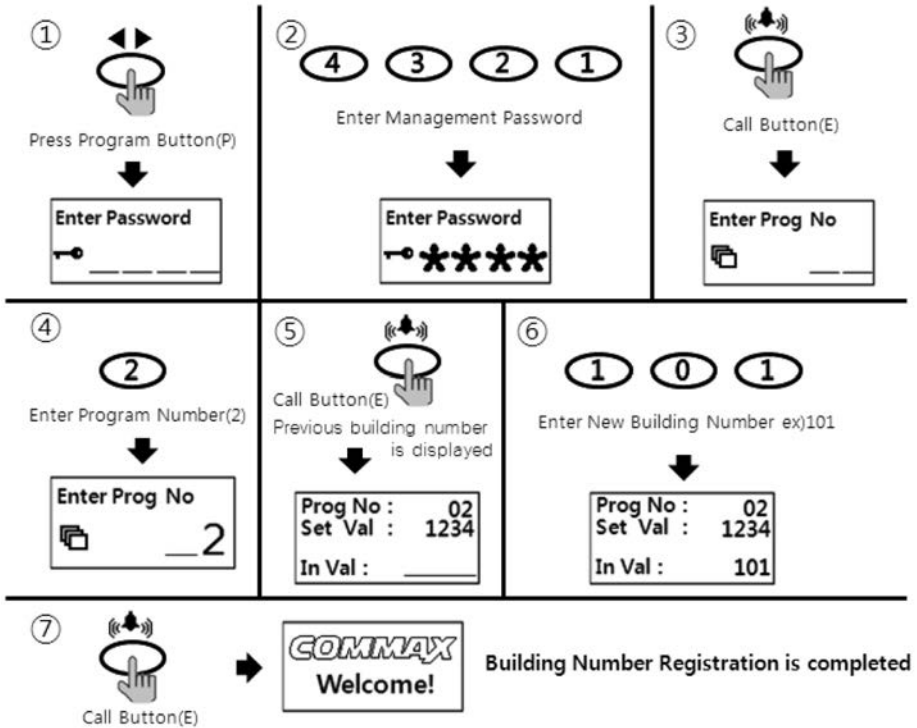 ①
Press Program Button(P)
Enter Password
②
4 3 2 1
Enter Management Password
Enter Password
③
Call Button(E)
Enter Prog No
④
2
Enter Program Number(2)
Enter Prog No
_2
⑤
Call Button(E)
Previous building number
is displayed
Prog No : 02
Set Val : 1234
In Val :
⑥
1 0 1
Enter New Building Number ex)101
Prog No : 02
Set Val : 1234
In Val : 101
⑦
Call Button(E)
COMMAX
Welcome!
Building Number Registration is completed